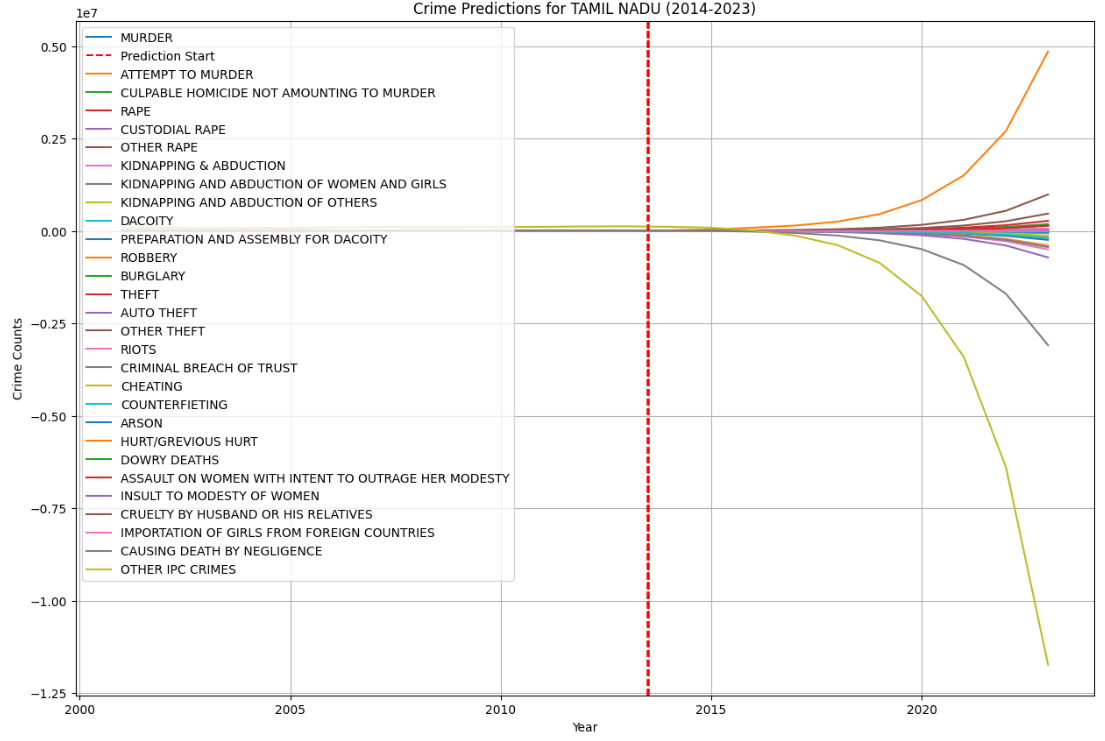 Crime Predictions for TAMIL NADU (2014-2023)
1e7
MURDER
Prediction Start
ATTEMPT TO MURDER
CULPABLE HOMICIDE NOT AMOUNTING TO MURDER
RAPE
CUSTODIAL RAPE
OTHER RAPE
KIDNAPPING & ABDUCTION
KIDNAPPING AND ABDUCTION OF WOMEN AND GIRLS
KIDNAPPING AND ABDUCTION OF OTHERS
DACOITY
PREPARATION AND ASSEMBLY FOR DACOITY
ROBBERY
BURGLARY
THEFT
AUTO THEFT
OTHER THEFT
RIOTS
CRIMINAL BREACH OF TRUST
CHEATING
COUNTERFIETING
ARSON
HURT/GREVIOUS HURT
DOWRY DEATHS
ASSAULT ON WOMEN WITH INTENT TO OUTRAGE HER MODESTY
INSULT TO MODESTY OF WOMEN
CRUELTY BY HUSBAND OR HIS RELATIVES
IMPORTATION OF GIRLS FROM FOREIGN COUNTRIES
CAUSING DEATH BY NEGLIGENCE
OTHER IPC CRIMES
0.50
0.25
0.00
−0.25
−0.50
−0.75
−1.00
−1.25
Crime Counts
2000 2005 2010 2015 2020
Year